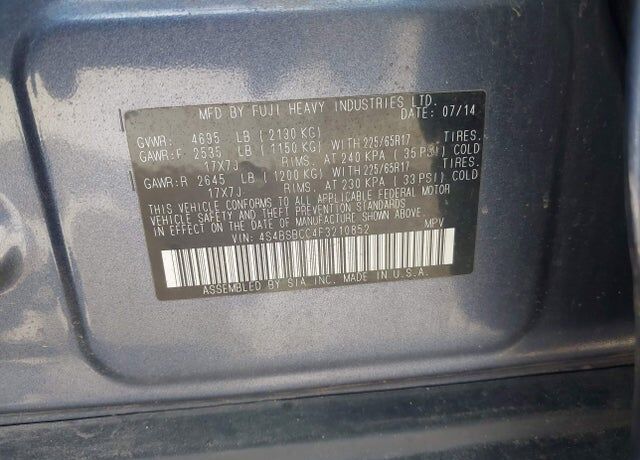 MFD BY FUJI HEAVY INDUSTRIES LTD.
DATE: 07/14
GVWR: 4695 LB (2130 KG)
GAWR:F 2535 LB (1150 KG) WITH 225/65R17 TIRES.
17X7J RIMS. AT 240 KPA (35 PSI) COLD
GAWR:R 2645 LB (1200 KG) WITH 225/65R17 TIRES.
17X7J RIMS. AT 230 KPA (33 PSI) COLD
THIS VEHICLE CONFORMS TO ALL APPLICABLE FEDERAL MOTOR
VEHICLE SAFETY AND THEFT PREVENTION STANDARDS
IN EFFECT ON THE DATE OF MANUFACTURE SHOWN ABOVE.
VIN: 4S4BSBCC4F3210852 MPV
ASSEMBLED BY SIA, INC. MADE IN U.S.A.